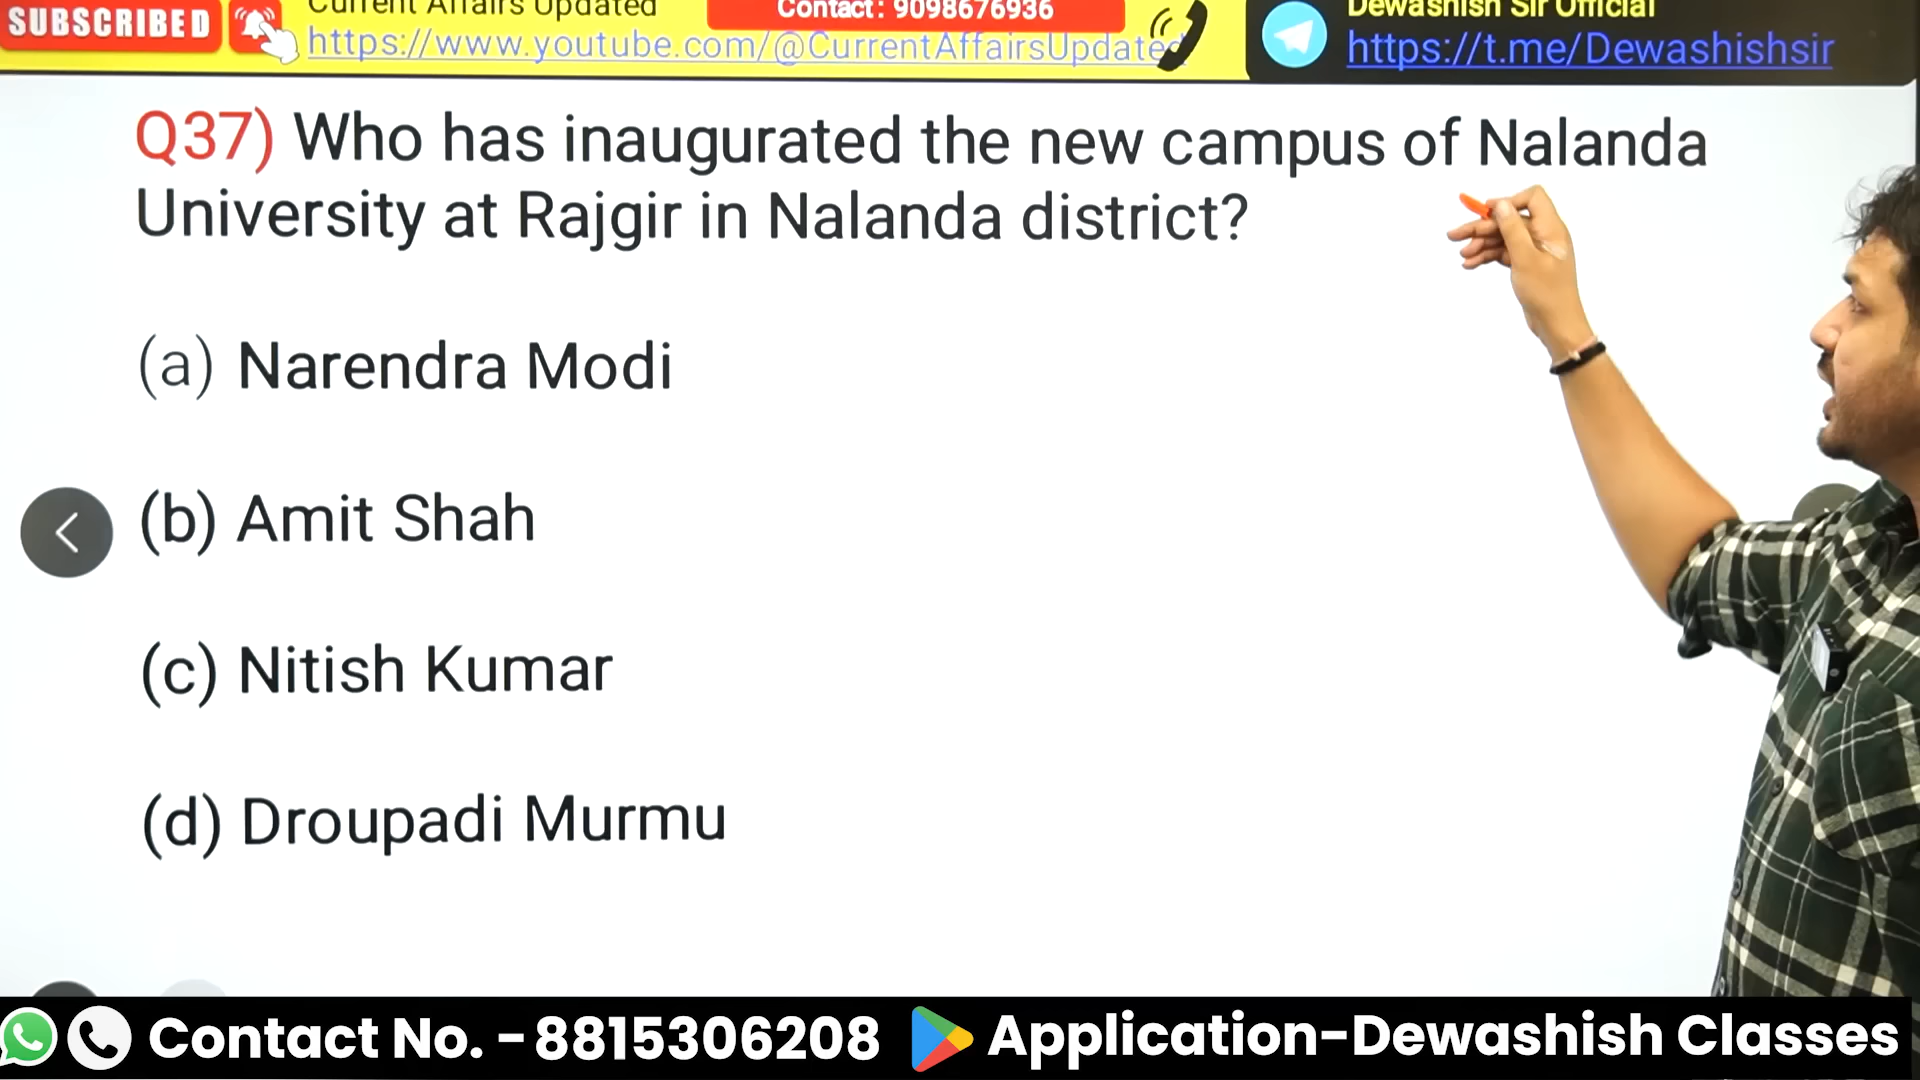 SUBSCRIBED
Current Affairs Updated
https://www.youtube.com/@CurrentAffairsUpdated
Contact : 9098676936
Dewashish Sir Official
https://t.me/Dewashishsir
Q37) Who has inaugurated the new campus of Nalanda
University at Rajgir in Nalanda district?
(a) Narendra Modi
(b) Amit Shah
(c) Nitish Kumar
(d) Droupadi Murmu
Contact No. - 8815306208
Application-Dewashish Classes